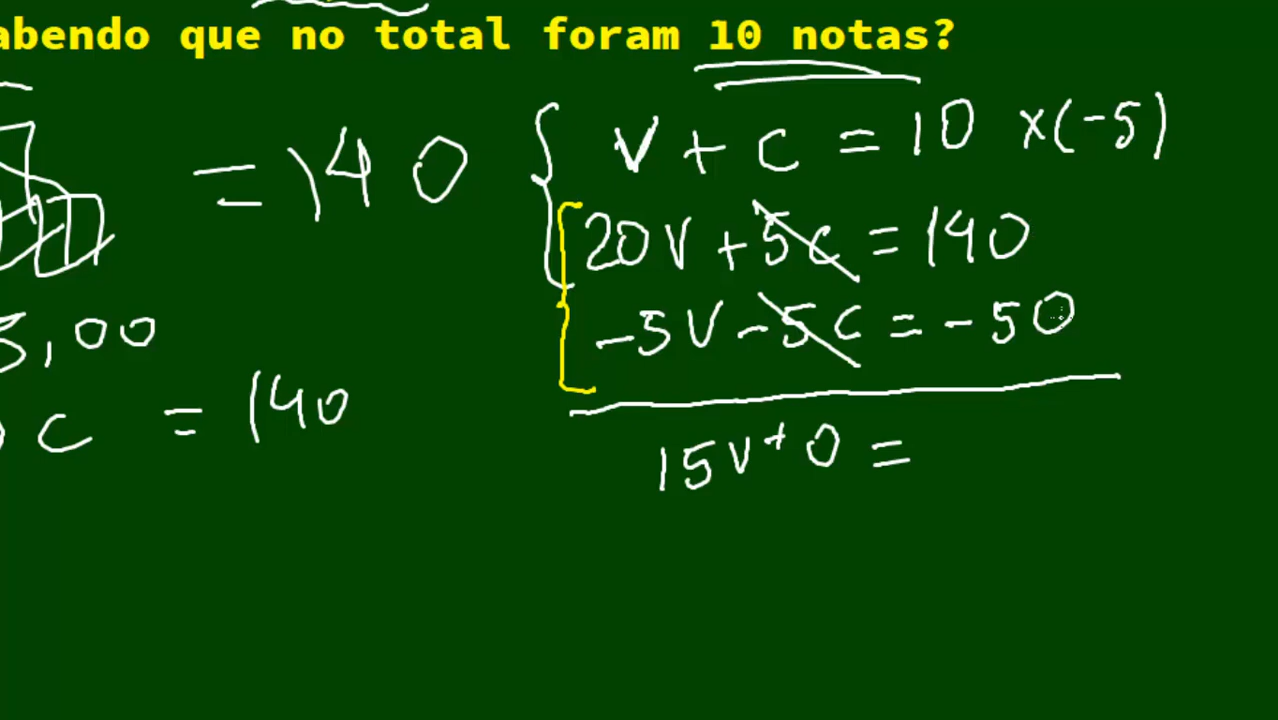 abendo que no total foram 10 notas?
= 140
V + C = 10 x(-5)
20V + 5C = 140
-5V - 5C = -50
,00
C = 140
15V + 0 =